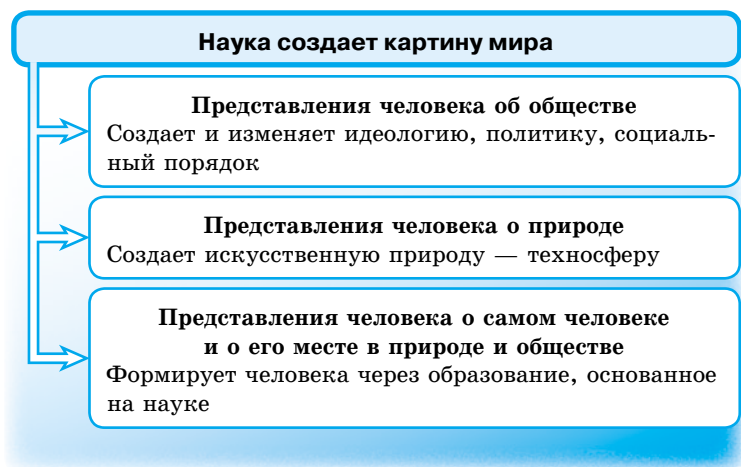 Наука создает картину мира
Представления человека об обществе
Создает и изменяет идеологию, политику, социаль-
ный порядок
Представления человека о природе
Создает искусственную природу — техносферу
Представления человека о самом человеке
и о его месте в природе и обществе
Формирует человека через образование, основанное
на науке